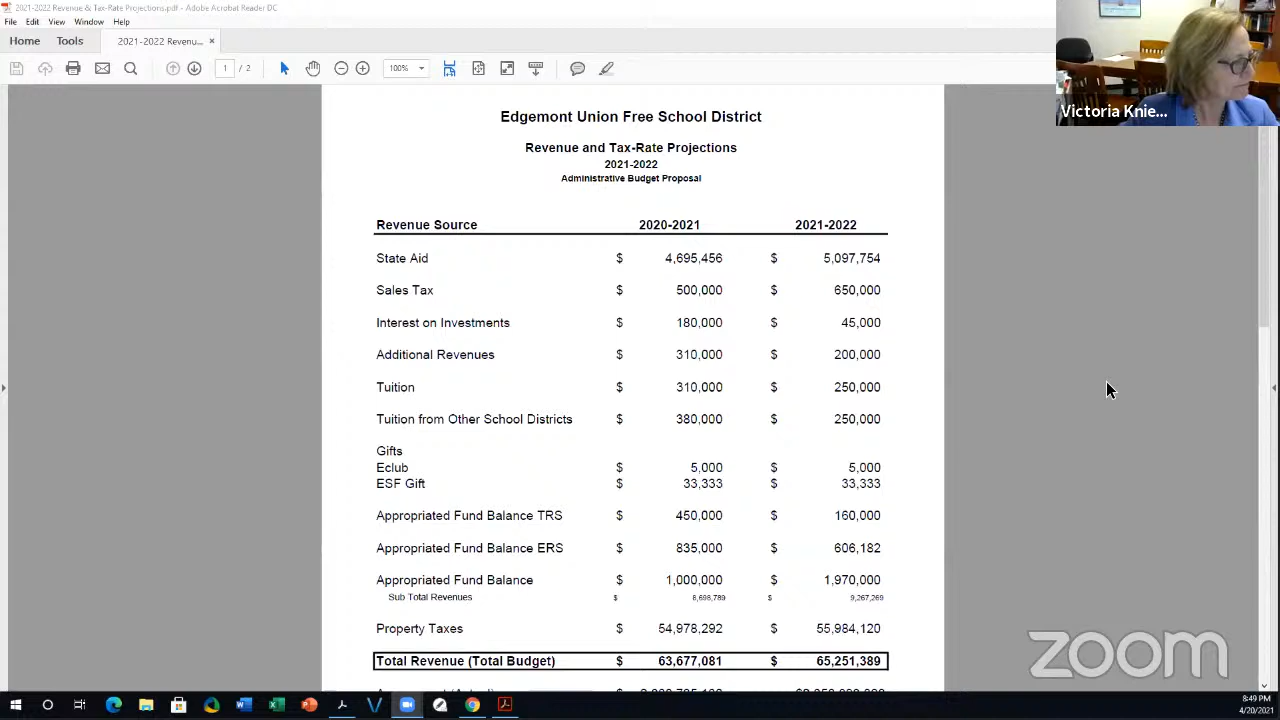 2021-2022 Revenue & Tax-Rate Projections.pdf - Adobe Acrobat Reader DC
File Edit View Window Help
Home Tools 2021-2022 Revenu... ×
1 / 2 100%
Victoria Knie...
Edgemont Union Free School District
Revenue and Tax-Rate Projections
2021-2022
Administrative Budget Proposal
Revenue Source 2020-2021 2021-2022
State Aid $ 4,695,456 $ 5,097,754
Sales Tax $ 500,000 $ 650,000
Interest on Investments $ 180,000 $ 45,000
Additional Revenues $ 310,000 $ 200,000
Tuition $ 310,000 $ 250,000
Tuition from Other School Districts $ 380,000 $ 250,000
Gifts
Eclub $ 5,000 $ 5,000
ESF Gift $ 33,333 $ 33,333
Appropriated Fund Balance TRS $ 450,000 $ 160,000
Appropriated Fund Balance ERS $ 835,000 $ 606,182
Appropriated Fund Balance $ 1,000,000 $ 1,970,000
Sub Total Revenues $ 8,698,789 $ 9,267,269
Property Taxes $ 54,978,292 $ 55,984,120
Total Revenue (Total Budget) $ 63,677,081 $ 65,251,389
zoom
8:49 PM
4/20/2021